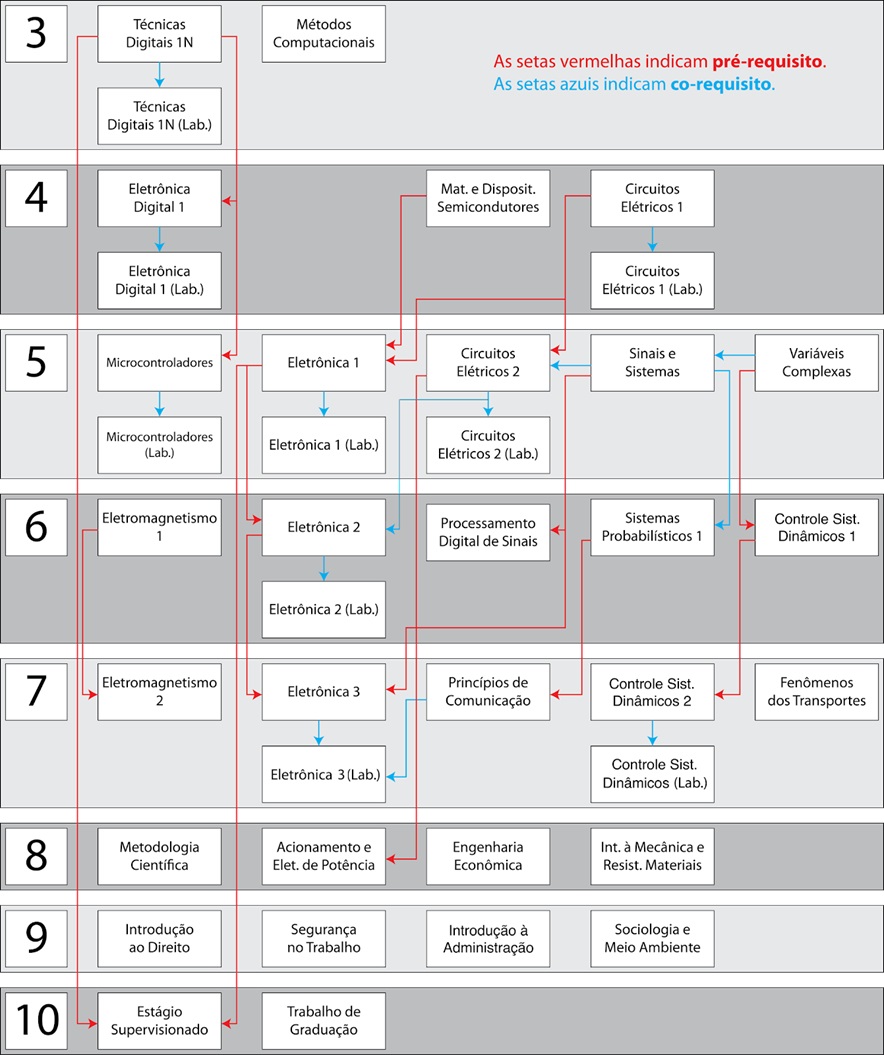 3
Técnicas
Digitais 1N
Métodos
Computacionais
As setas vermelhas indicam pré-requisito.
As setas azuis indicam co-requisito.
Técnicas
Digitais 1N (Lab.)
4
Eletrônica
Digital 1
Mat. e Disposit.
Semicondutores
Circuitos
Elétricos 1
Eletrônica
Digital 1 (Lab.)
Circuitos
Elétricos 1 (Lab.)
5
Microcontroladores
Eletrônica 1
Circuitos
Elétricos 2
Sinais e
Sistemas
Variáveis
Complexas
Microcontroladores
(Lab.)
Eletrônica 1 (Lab.)
Circuitos
Elétricos 2 (Lab.)
6
Eletromagnetismo
1
Eletrônica 2
Processamento
Digital de Sinais
Sistemas
Probabilísticos 1
Controle Sist.
Dinâmicos 1
Eletrônica 2 (Lab.)
7
Eletromagnetismo
2
Eletrônica 3
Princípios de
Comunicação
Controle Sist.
Dinâmicos 2
Fenômenos
dos Transportes
Eletrônica 3 (Lab.)
Controle Sist.
Dinâmicos (Lab.)
8
Metodologia
Científica
Acionamento e
Elet. de Potência
Engenharia
Econômica
Int. à Mecânica e
Resist. Materiais
9
Introdução
ao Direito
Segurança
no Trabalho
Introdução à
Administração
Sociologia e
Meio Ambiente
10
Estágio
Supervisionado
Trabalho de
Graduação